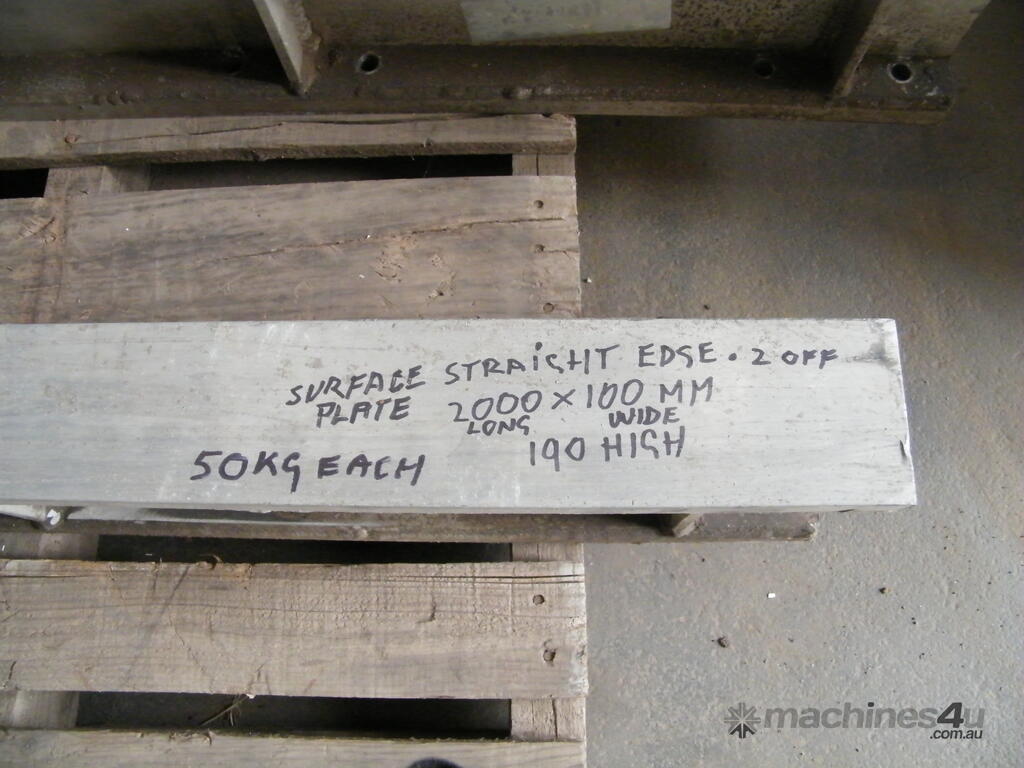 SURFACE STRAiGHT EDGE. 2 OFF
PLATE 2000 x 100 MM
LONG WIDE
50KG EACH 190 HIGH
machines4u
.com.au